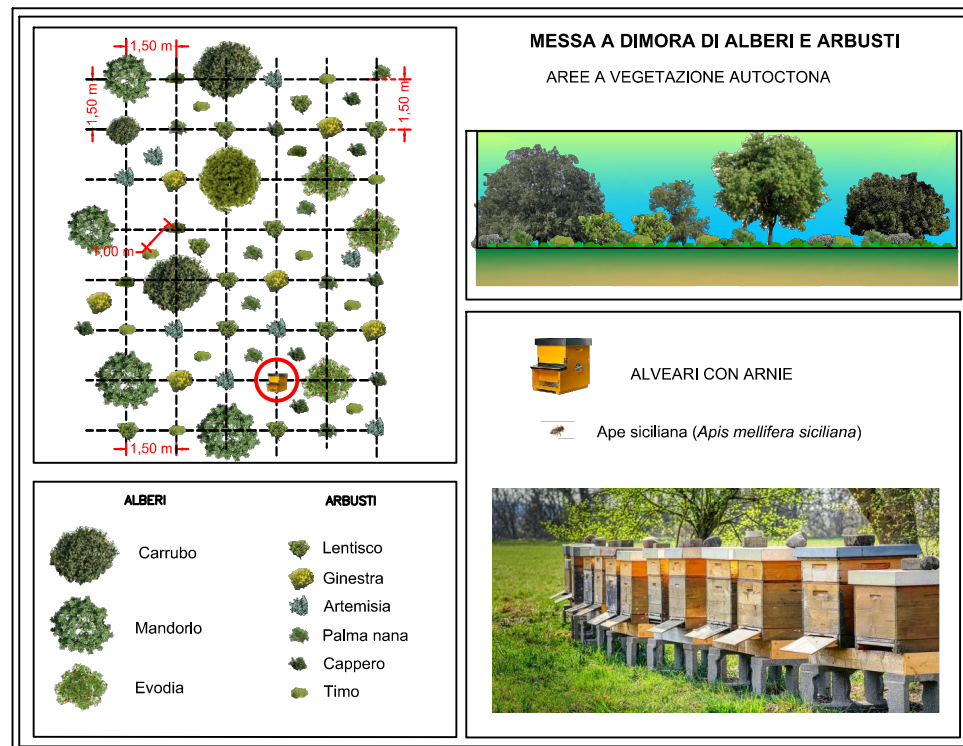 1,50 m
1,50 m
1,50 m
1,00 m
1,50 m
MESSA A DIMORA DI ALBERI E ARBUSTI
AREE A VEGETAZIONE AUTOCTONA
ALVEARI CON ARNIE
Ape siciliana (Apis mellifera siciliana)
ALBERI
Carrubo
Mandorlo
Evodia
ARBUSTI
Lentisco
Ginestra
Artemisia
Palma nana
Cappero
Timo